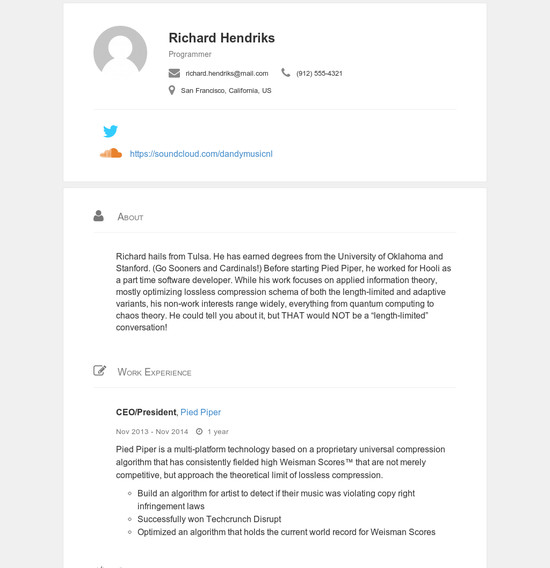 Richard Hendriks
Programmer
richard.hendriks@mail.com (912) 555-4321
San Francisco, California, US
https://soundcloud.com/dandymusicnl
About
Richard hails from Tulsa. He has earned degrees from the University of Oklahoma and
Stanford. (Go Sooners and Cardinals!) Before starting Pied Piper, he worked for Hooli as
a part time software developer. While his work focuses on applied information theory,
mostly optimizing lossless compression schema of both the length-limited and adaptive
variants, his non-work interests range widely, everything from quantum computing to
chaos theory. He could tell you about it, but THAT would NOT be a “length-limited”
conversation!
Work Experience
CEO/President, Pied Piper
Nov 2013 - Nov 2014 1 year
Pied Piper is a multi-platform technology based on a proprietary universal compression
algorithm that has consistently fielded high Weisman Scores™ that are not merely
competitive, but approach the theoretical limit of lossless compression.
Build an algorithm for artist to detect if their music was violating copy right
infringement laws
Successfully won Techcrunch Disrupt
Optimized an algorithm that holds the current world record for Weisman Scores